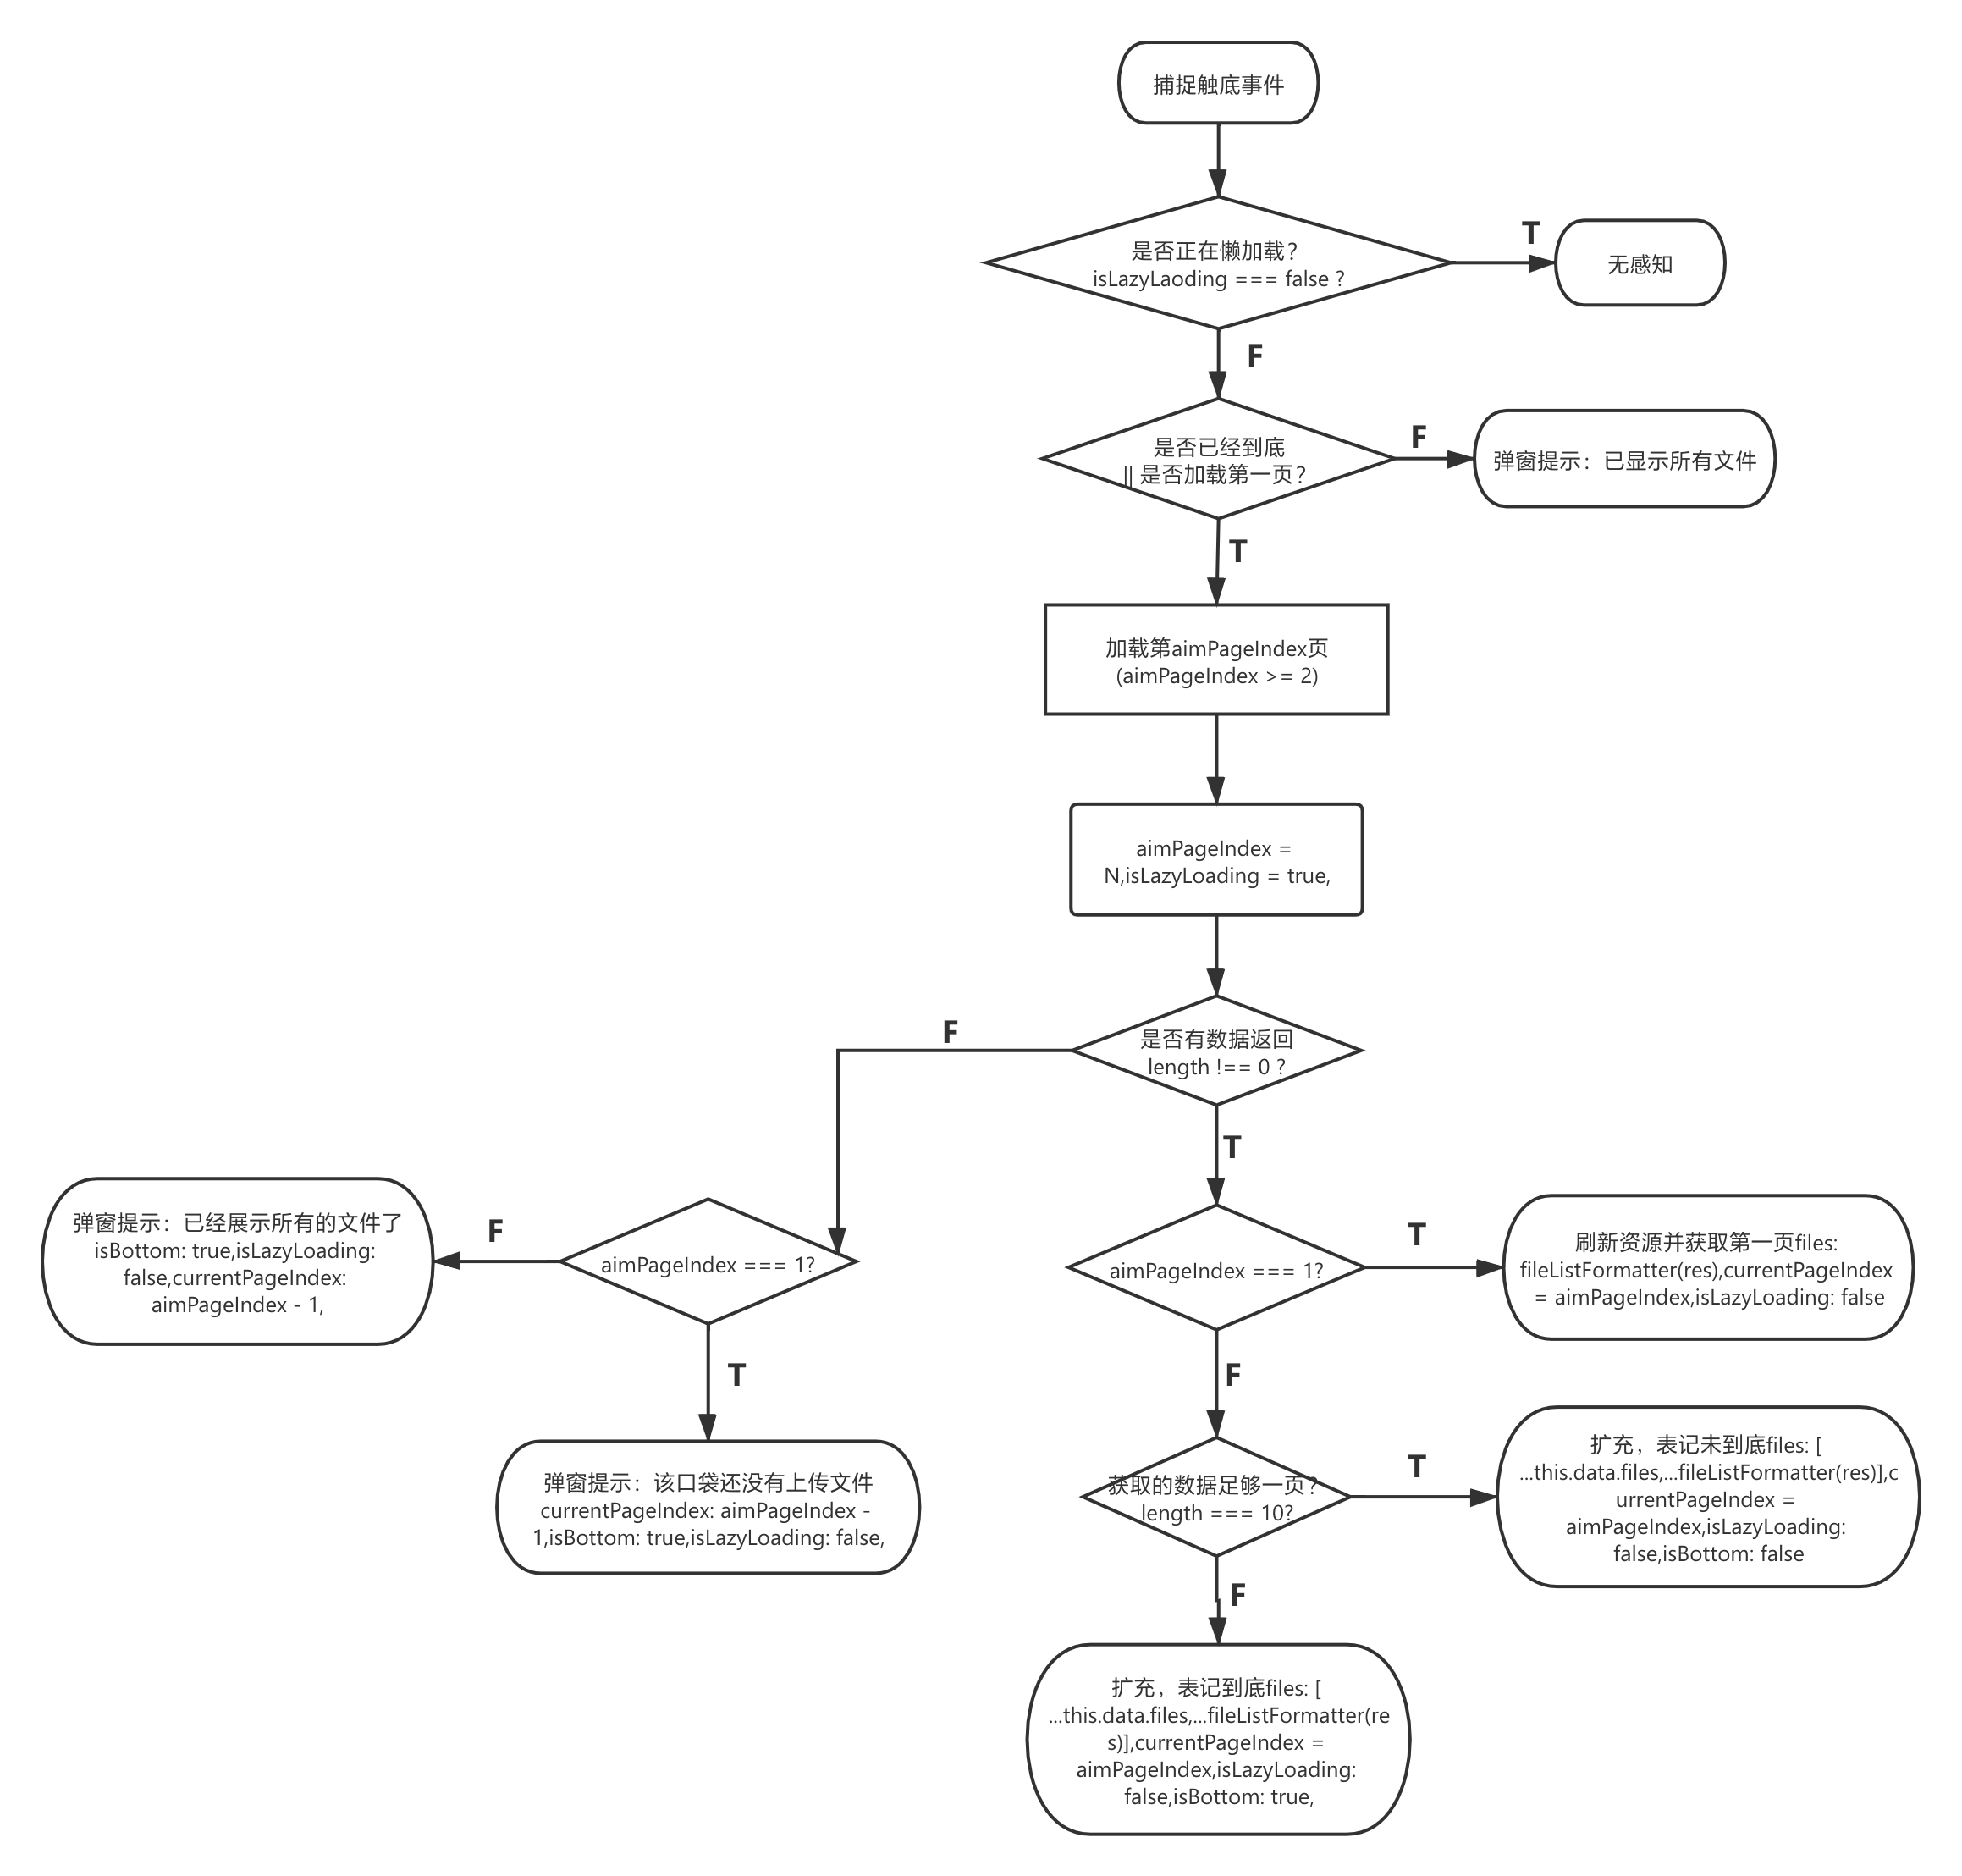 捕捉触底事件
是否正在懒加载？
isLazyLaoding === false ?
T
无感知
F
是否已经到底
|| 是否加载第一页？
F
弹窗提示：已显示所有文件
T
加载第aimPageIndex页
(aimPageIndex >= 2)
aimPageIndex =
N,isLazyLoading = true,
是否有数据返回
length !== 0 ?
F
T
弹窗提示：已经展示所有的文件了
isBottom: true,isLazyLoading:
false,currentPageIndex:
aimPageIndex - 1,
F
aimPageIndex === 1?
T
弹窗提示：该口袋还没有上传文件
currentPageIndex: aimPageIndex -
1,isBottom: true,isLazyLoading: false,
aimPageIndex === 1?
T
刷新资源并获取第一页files:
fileListFormatter(res),currentPageIndex
= aimPageIndex,isLazyLoading: false
F
获取的数据足够一页？
length === 10?
T
扩充，表记未到底files: [
...this.data.files,...fileListFormatter(res)],c
urrentPageIndex =
aimPageIndex,isLazyLoading:
false,isBottom: false
F
扩充，表记到底files: [
...this.data.files,...fileListFormatter(re
s)],currentPageIndex =
aimPageIndex,isLazyLoading:
false,isBottom: true,